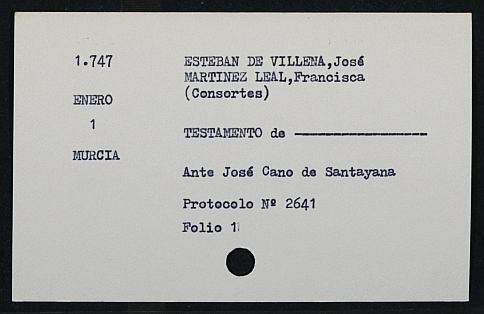 1.747
ENERO
1
MURCIA
ESTEBAN DE VILLENA,José
MARTINEZ LEAL,Francisca
(Consortes)
TESTAMENTO de ------------------
Ante José Cano de Santayana
Protocolo Nº 2641
Folio 1